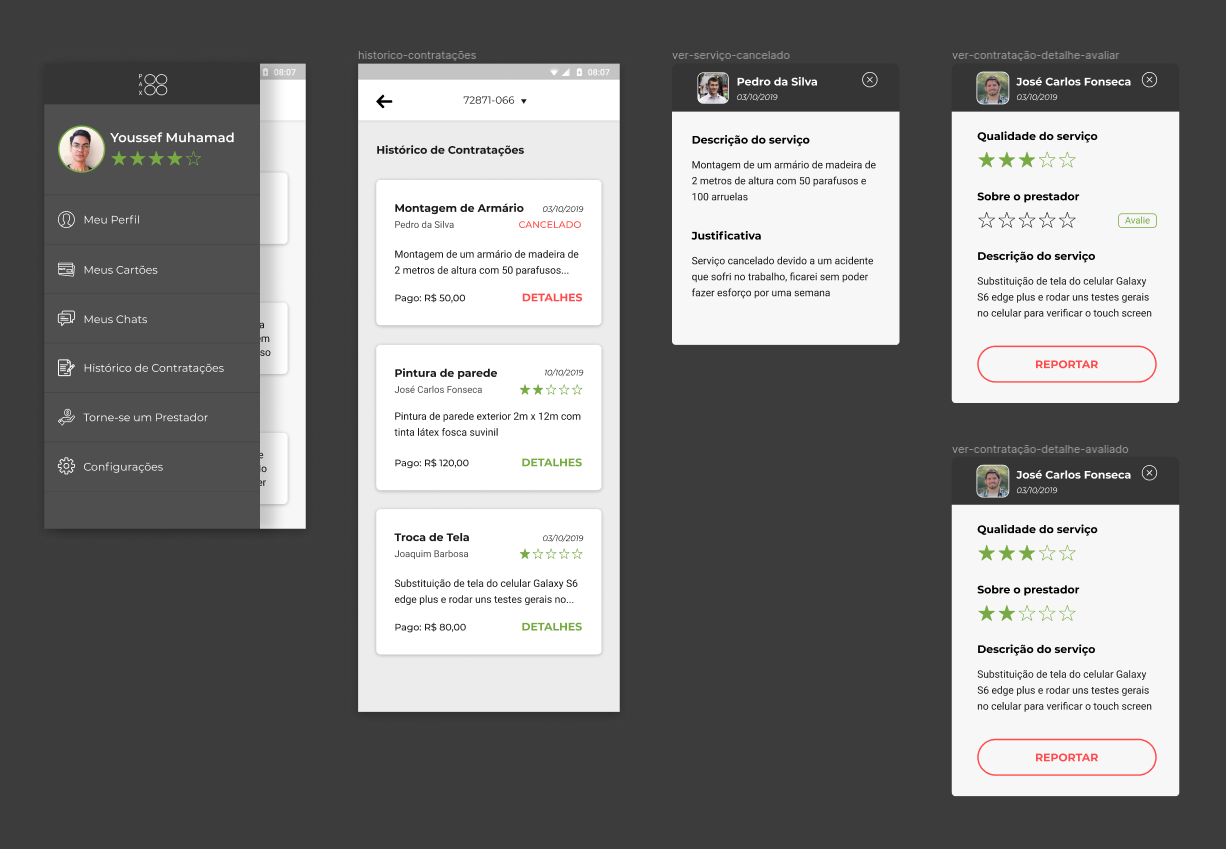 08:07
P
A
X
Youssef Muhamad
Meu Perfil
Meus Cartões
Meus Chats
Histórico de Contratações
Torne-se um Prestador
Configurações
a
em
so
e
lo
er
historico-contratações
08:07
72871-066
Histórico de Contratações
Montagem de Armário
03/10/2019
Pedro da Silva
CANCELADO
Montagem de um armário de madeira de
2 metros de altura com 50 parafusos...
Pago: R$ 50,00
DETALHES
Pintura de parede
10/10/2019
José Carlos Fonseca
Pintura de parede exterior 2m x 12m com
tinta látex fosca suvinil
Pago: R$ 120,00
DETALHES
Troca de Tela
03/10/2019
Joaquim Barbosa
Substituição de tela do celular Galaxy S6
edge plus e rodar uns testes gerais no...
Pago: R$ 80,00
DETALHES
ver-serviço-cancelado
Pedro da Silva
03/10/2019
Descrição do serviço
Montagem de um armário de madeira de
2 metros de altura com 50 parafusos e
100 arruelas
Justificativa
Serviço cancelado devido a um acidente
que sofri no trabalho, ficarei sem poder
fazer esforço por uma semana
ver-contratação-detalhe-avaliar
José Carlos Fonseca
03/10/2019
Qualidade do serviço
Sobre o prestador
Avalie
Descrição do serviço
Substituição de tela do celular Galaxy
S6 edge plus e rodar uns testes gerais
no celular para verificar o touch screen
REPORTAR
ver-contratação-detalhe-avaliado
José Carlos Fonseca
03/10/2019
Qualidade do serviço
Sobre o prestador
Descrição do serviço
Substituição de tela do celular Galaxy
S6 edge plus e rodar uns testes gerais
no celular para verificar o touch screen
REPORTAR